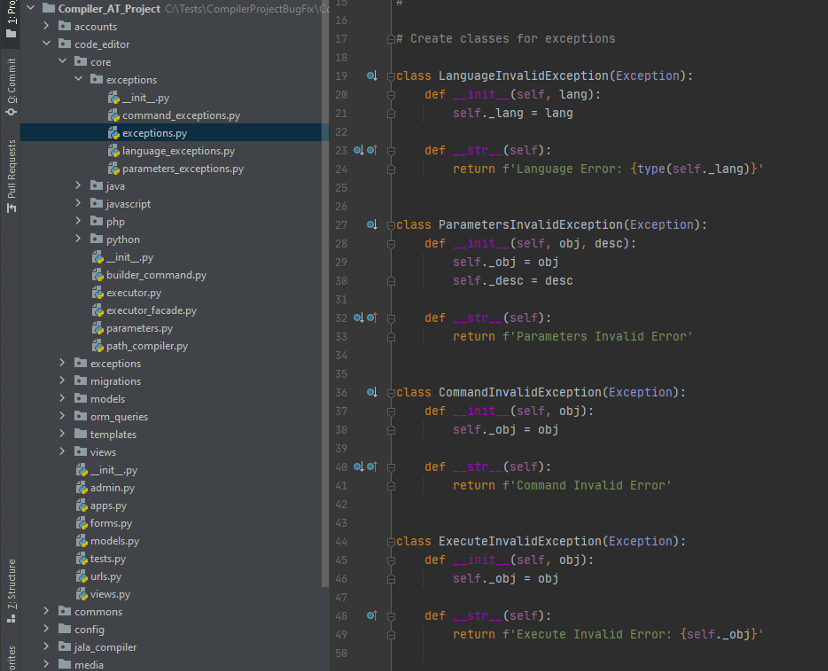 1: Pro
Commit
Pull Requests
Z: Structure
Compiler_AT_Project C:\Tests\CompilerProjectBugFix\Co
accounts
code_editor
core
exceptions
__init__.py
command_exceptions.py
exceptions.py
language_exceptions.py
parameters_exceptions.py
java
javascript
php
python
__init__.py
builder_command.py
executor.py
executor_facade.py
parameters.py
path_compiler.py
exceptions
migrations
models
orm_queries
templates
views
__init__.py
admin.py
apps.py
forms.py
models.py
tests.py
urls.py
views.py
commons
config
jala_compiler
media
15 #
16
17 # Create classes for exceptions
18
19 class LanguageInvalidException(Exception):
20 def __init__(self, lang):
21 self._lang = lang
22
23 def __str__(self):
24 return f'Language Error: {type(self._lang)}'
25
26
27 class ParametersInvalidException(Exception):
28 def __init__(self, obj, desc):
29 self._obj = obj
30 self._desc = desc
31
32 def __str__(self):
33 return f'Parameters Invalid Error'
34
35
36 class CommandInvalidException(Exception):
37 def __init__(self, obj):
38 self._obj = obj
39
40 def __str__(self):
41 return f'Command Invalid Error'
42
43
44 class ExecuteInvalidException(Exception):
45 def __init__(self, obj):
46 self._obj = obj
47
48 def __str__(self):
49 return f'Execute Invalid Error: {self._obj}'
50